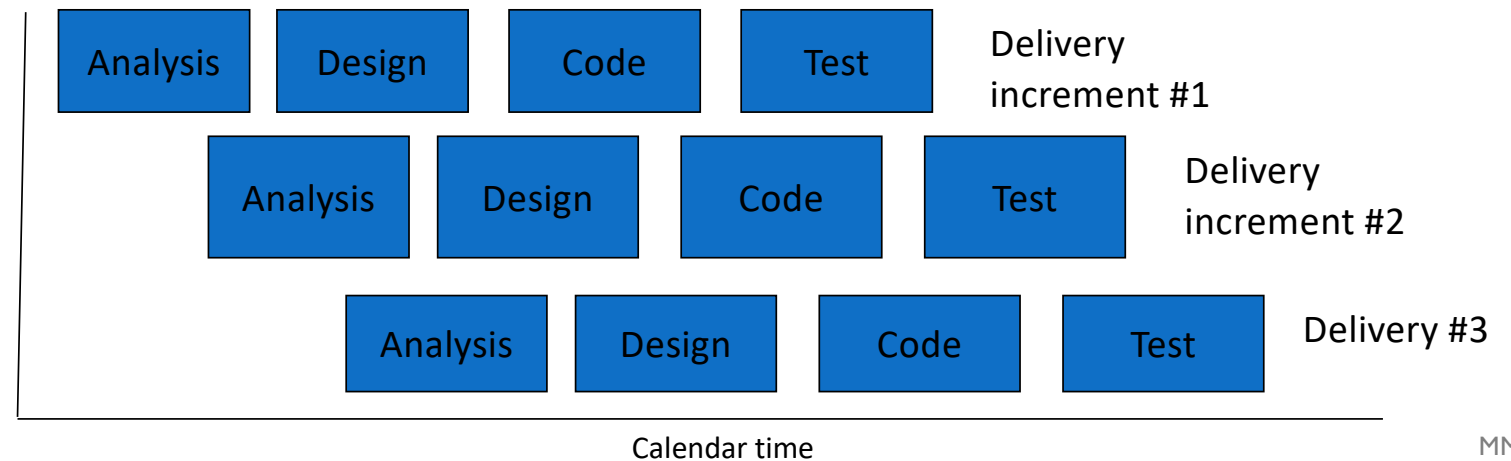 Analysis Design Code Test Delivery
increment #1
Analysis Design Code Test Delivery
increment #2
Analysis Design Code Test Delivery #3
Calendar time